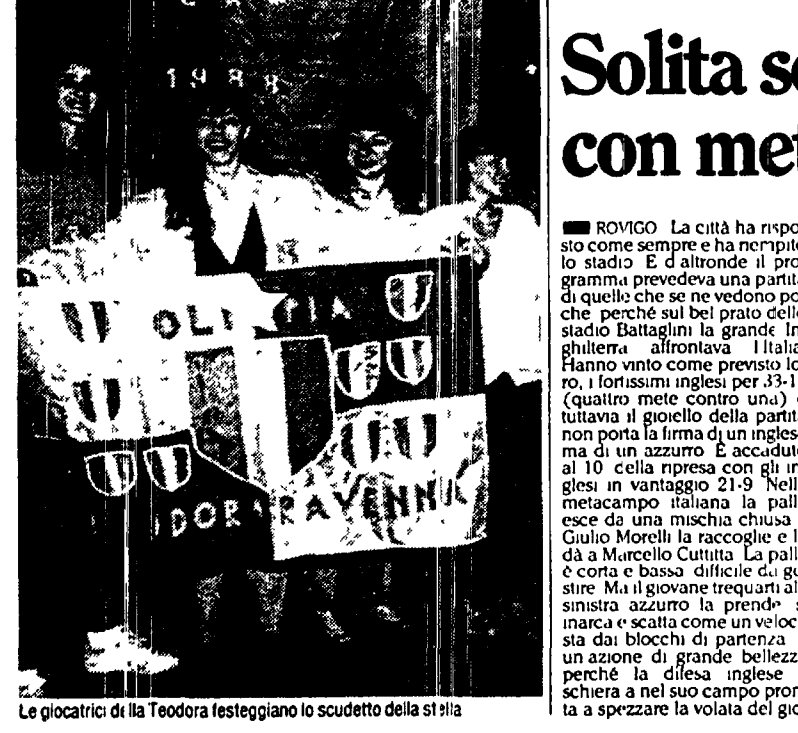 1988
OLI PIA
DOR RAVENN
Le giocatrici della Teodora festeggiano lo scudetto della stella
Solita s
con me
ROVIGO La città ha rispo
sto come sempre e ha riempito
lo stadio E d altronde il pro
gramma prevedeva una partit
di quelle che se ne vedono po
che perché sul bel prato dell
stadio Battaglini la grande In
ghilterra affrontava l Itali
Hanno vinto come previsto lo
ro, i fortissimi inglesi per 33-1
(quattro mete contro una)
tuttavia il gioiello della partit
non porta la firma di un ingles
ma di un azzurro È accadut
al 10 della ripresa con gli in
glesi in vantaggio 21-9 Nell
metacampo italiana la pall
esce da una mischia chiusa
Giulio Morelli la raccoglie e l
dà a Marcello Cuttitta La pall
è corta e bassa difficile da ge
stire Ma il giovane trequarti al
sinistra azzurro la prende s
marca e scatta come un veloc
sta dai blocchi di partenza
un azione di grande bellezz
perché la difesa inglese
schiera a nel suo campo pron
ta a spezzare la volata del gio